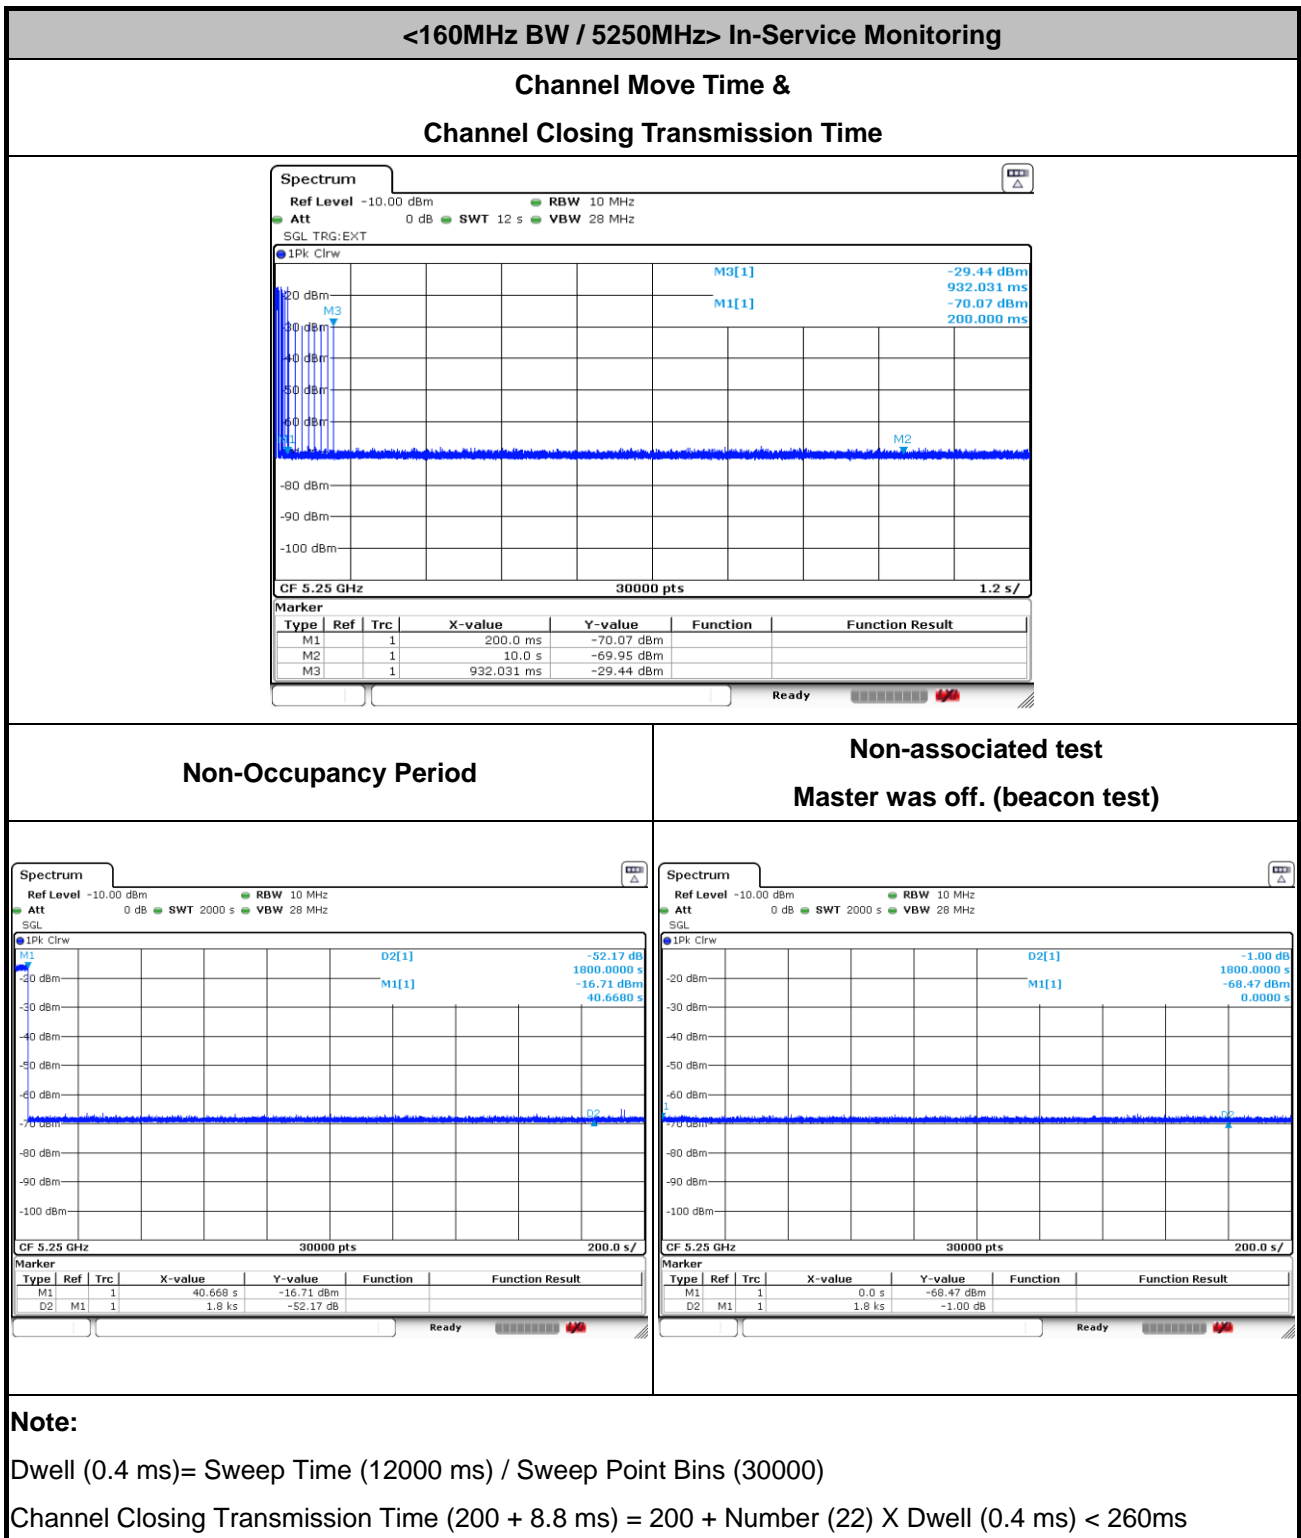 <160MHz BW / 5250MHz> In-Service Monitoring
Channel Move Time &
Channel Closing Transmission Time
Spectrum
Ref Level -10.00 dBm RBW 10 MHz
Att 0 dB SWT 12 s VBW 28 MHz
SGL TRG:EXT
1Pk Clrw
M3[1] -29.44 dBm
932.031 ms
-20 dBm
M1[1] -70.07 dBm
200.000 ms
M3
-30 dBm
-40 dBm
-50 dBm
-60 dBm
M1
M2
-80 dBm
-90 dBm
-100 dBm
CF 5.25 GHz 30000 pts 1.2 s/
Marker
Type Ref Trc X-value Y-value Function Function Result
M1 1 200.0 ms -70.07 dBm
M2 1 10.0 s -69.95 dBm
M3 1 932.031 ms -29.44 dBm
Ready
Non-Occupancy Period
Non-associated test
Master was off. (beacon test)
Spectrum
Ref Level -10.00 dBm RBW 10 MHz
Att 0 dB SWT 2000 s VBW 28 MHz
SGL
1Pk Clrw
M1
D2[1] -52.17 dB
1800.0000 s
-20 dBm
M1[1] -16.71 dBm
40.6680 s
-30 dBm
-40 dBm
-50 dBm
-60 dBm
D2
-70 dBm
-80 dBm
-90 dBm
-100 dBm
CF 5.25 GHz 30000 pts 200.0 s/
Marker
Type Ref Trc X-value Y-value Function Function Result
M1 1 40.668 s -16.71 dBm
D2 M1 1 1.8 ks -52.17 dB
Ready
Spectrum
Ref Level -10.00 dBm RBW 10 MHz
Att 0 dB SWT 2000 s VBW 28 MHz
SGL
1Pk Clrw
D2[1] -1.00 dB
1800.0000 s
-20 dBm
M1[1] -68.47 dBm
0.0000 s
-30 dBm
-40 dBm
-50 dBm
-60 dBm
1
D2
-70 dBm
-80 dBm
-90 dBm
-100 dBm
CF 5.25 GHz 30000 pts 200.0 s/
Marker
Type Ref Trc X-value Y-value Function Function Result
M1 1 0.0 s -68.47 dBm
D2 M1 1 1.8 ks -1.00 dB
Ready
Note:
Dwell (0.4 ms)= Sweep Time (12000 ms) / Sweep Point Bins (30000)
Channel Closing Transmission Time (200 + 8.8 ms) = 200 + Number (22) X Dwell (0.4 ms) < 260ms